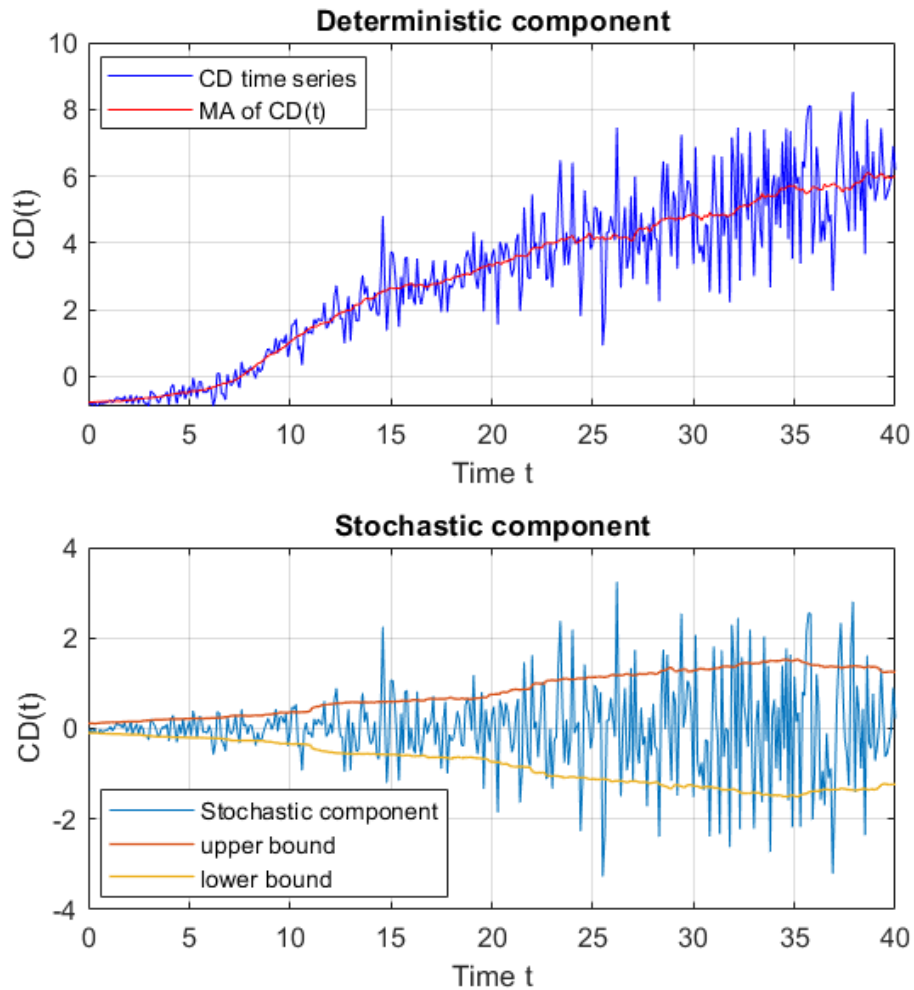 Deterministic component
10
CD time series
MA of CD(t)
8
6
4
2
0
CD(t)
0 5 10 15 20 25 30 35 40
Time t
Stochastic component
4
2
0
-2
-4
CD(t)
Stochastic component
upper bound
lower bound
0 5 10 15 20 25 30 35 40
Time t